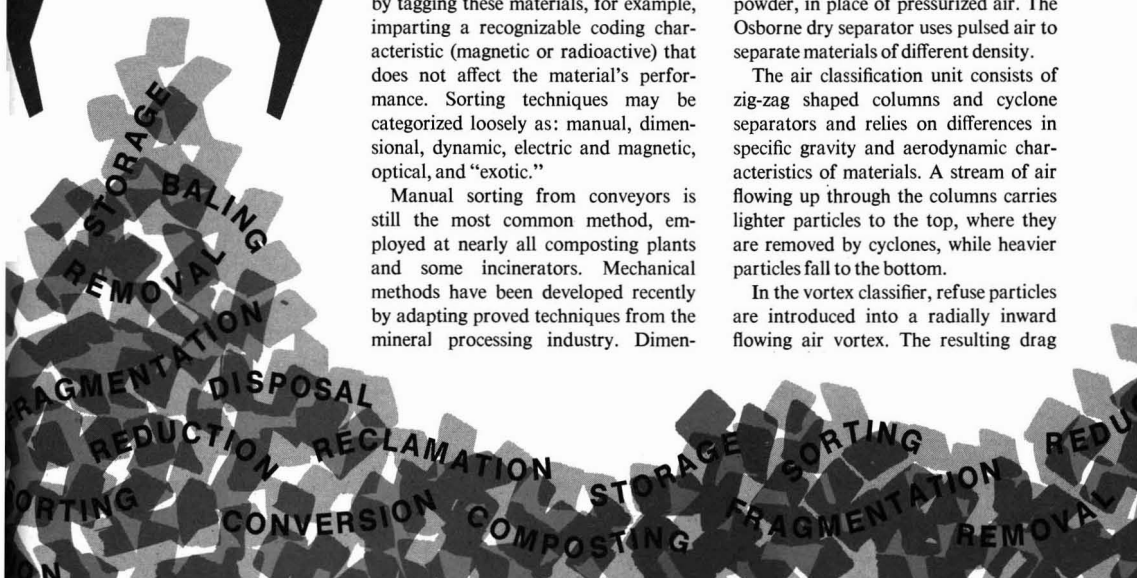 by tagging these materials, for example,
imparting a recognizable coding char-
acteristic (magnetic or radioactive) that
does not affect the material's perfor-
mance. Sorting techniques may be
categorized loosely as: manual, dimen-
sional, dynamic, electric and magnetic,
optical, and "exotic."
Manual sorting from conveyors is
still the most common method, em-
ployed at nearly all composting plants
and some incinerators. Mechanical
methods have been developed recently
by adapting proved techniques from the
mineral processing industry. Dimen-
powder, in place of pressurized air. The
Osborne dry separator uses pulsed air to
separate materials of different density.
The air classification unit consists of
zig-zag shaped columns and cyclone
separators and relies on differences in
specific gravity and aerodynamic char-
acteristics of materials. A stream of air
flowing up through the columns carries
lighter particles to the top, where they
are removed by cyclones, while heavier
particles fall to the bottom.
In the vortex classifier, refuse particles
are introduced into a radially inward
flowing air vortex. The resulting drag
STORAGE
BALING
REMOVAL
FRAGMENTATION
DISPOSAL
REDUCTION
RECLAMATION
SORTING
CONVERSION
COMPOSTING
STORAGE
SORTING
FRAGMENTATION
REDU
REMOVAL
ON